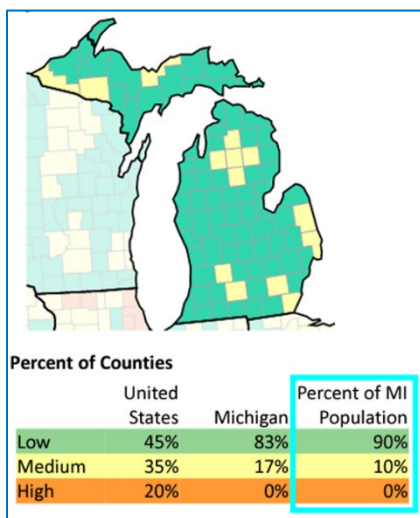 Percent of Counties
United States Michigan Percent of MI Population
Low 45% 83% 90%
Medium 35% 17% 10%
High 20% 0% 0%